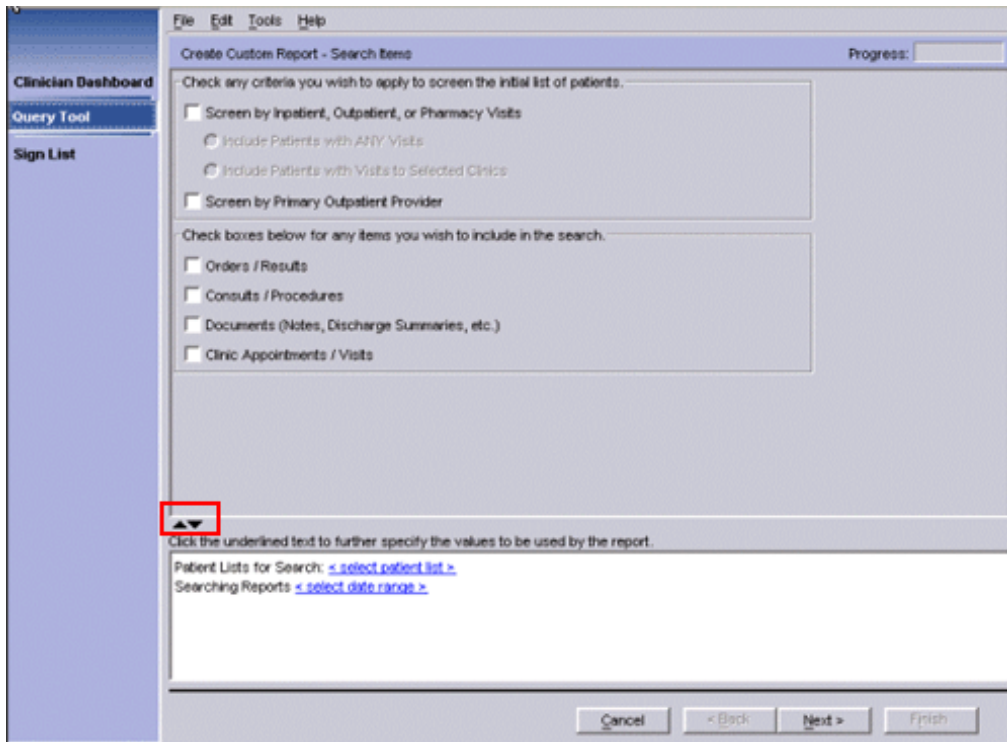 File Edit Tools Help
Create Custom Report - Search Items Progress:
Clinician Dashboard
Query Tool
Sign List
Check any criteria you wish to apply to screen the initial list of patients.
Screen by Inpatient, Outpatient, or Pharmacy Visits
Include Patients with ANY Visits
Include Patients with Visits to Selected Clinics
Screen by Primary Outpatient Provider
Check boxes below for any items you wish to include in the search.
Orders / Results
Consults / Procedures
Documents (Notes, Discharge Summaries, etc.)
Clinic Appointments / Visits
Click the underlined text to further specify the values to be used by the report.
Patient Lists for Search: < select patient list >
Searching Reports < select date range >
Cancel < Back Next > Finish